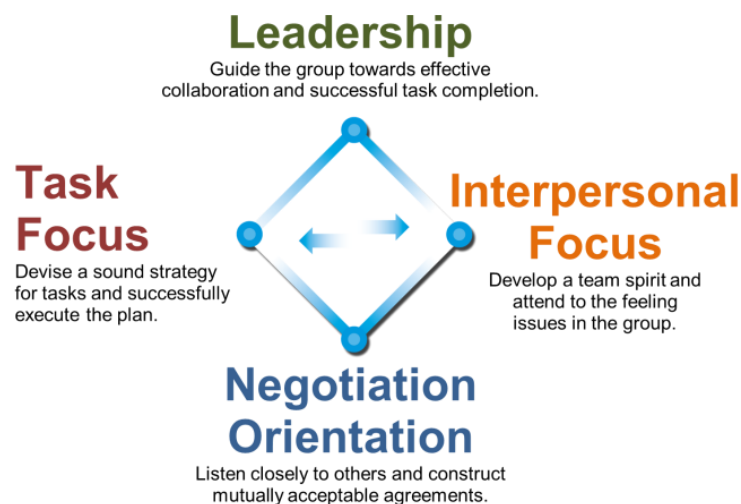 Leadership
Guide the group towards effective
collaboration and successful task completion.
Task
Focus
Devise a sound strategy
for tasks and successfully
execute the plan.
Interpersonal
Focus
Develop a team spirit and
attend to the feeling
issues in the group.
Negotiation
Orientation
Listen closely to others and construct
mutually acceptable agreements.